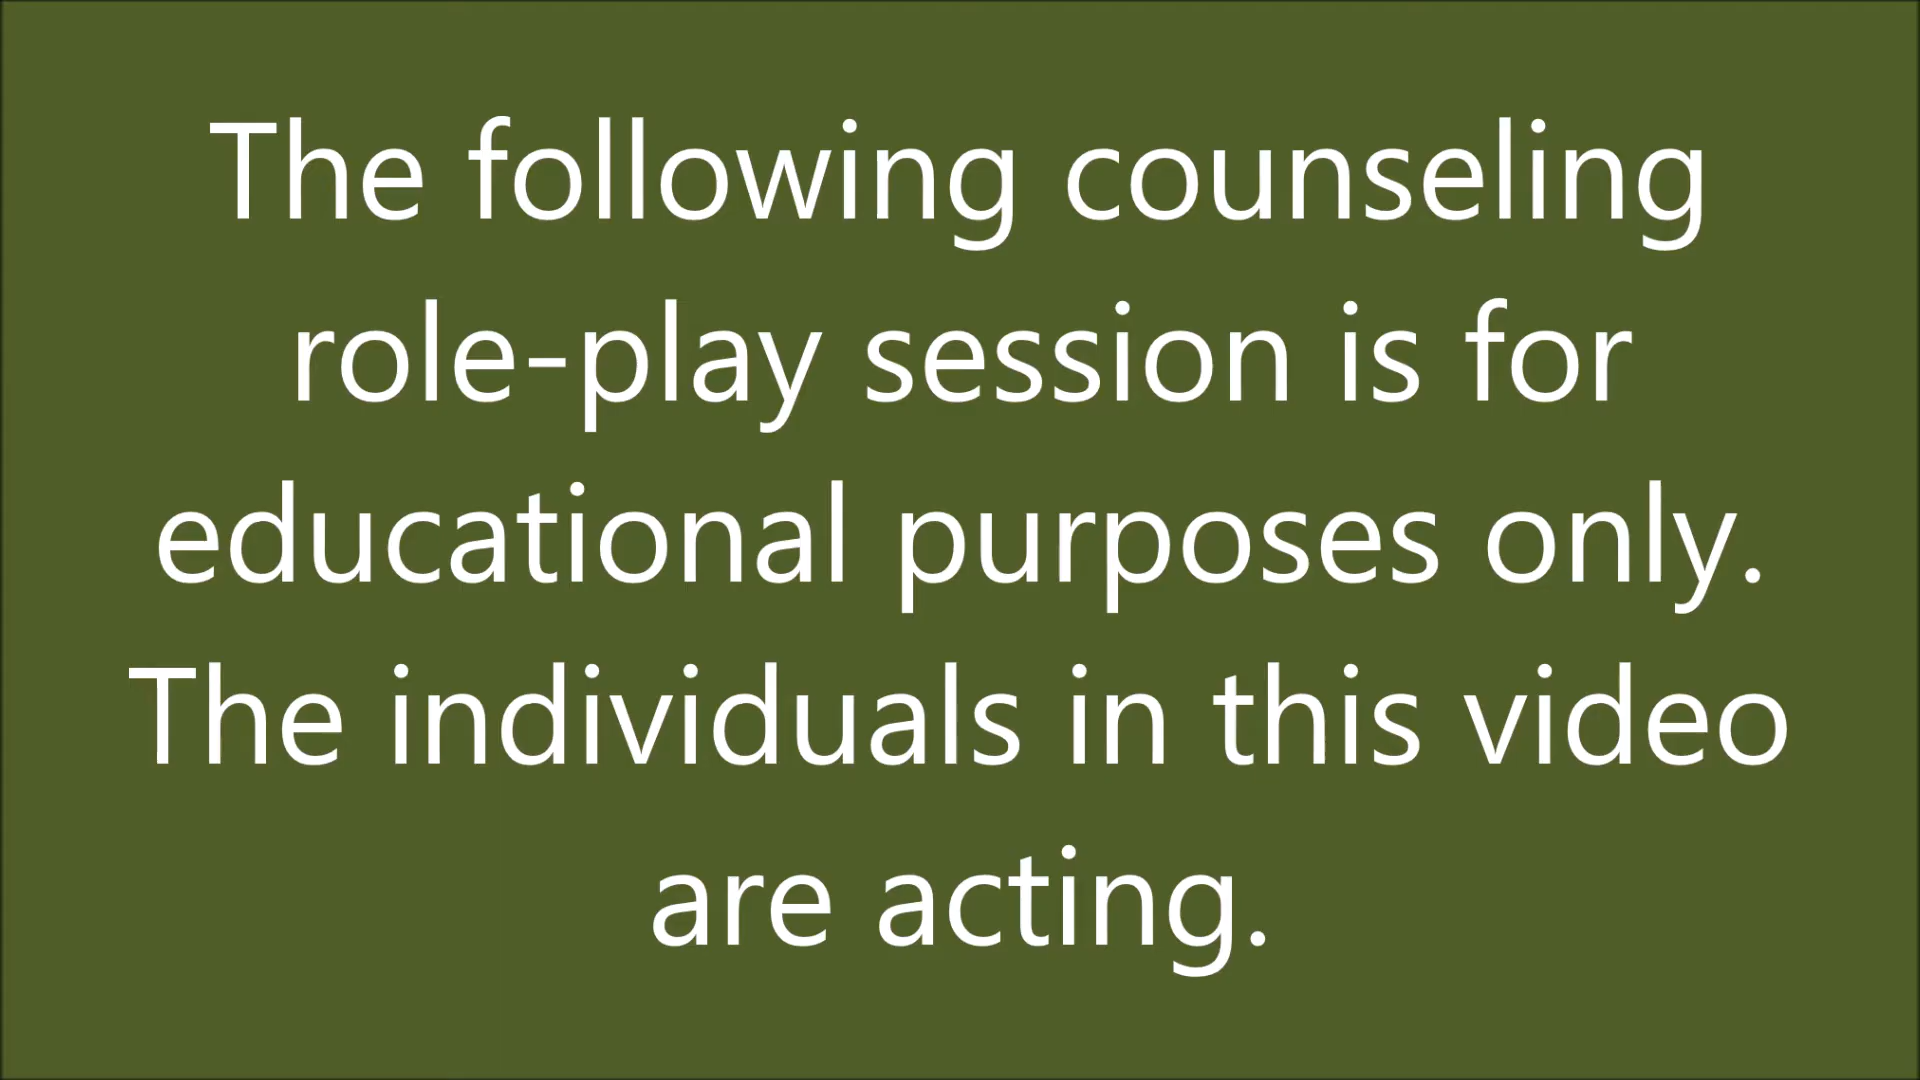 The following counseling
role-play session is for
educational purposes only.
The individuals in this video
are acting.